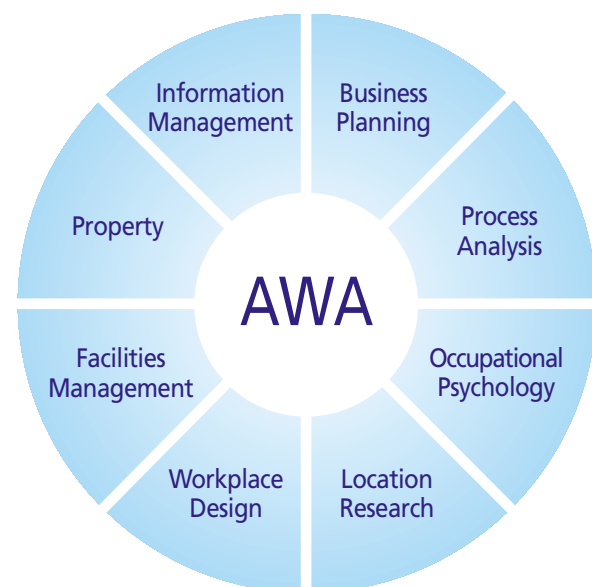 Information
Management
Business
Planning
Property
Process
Analysis
AWA
Facilities
Management
Occupational
Psychology
Workplace
Design
Location
Research